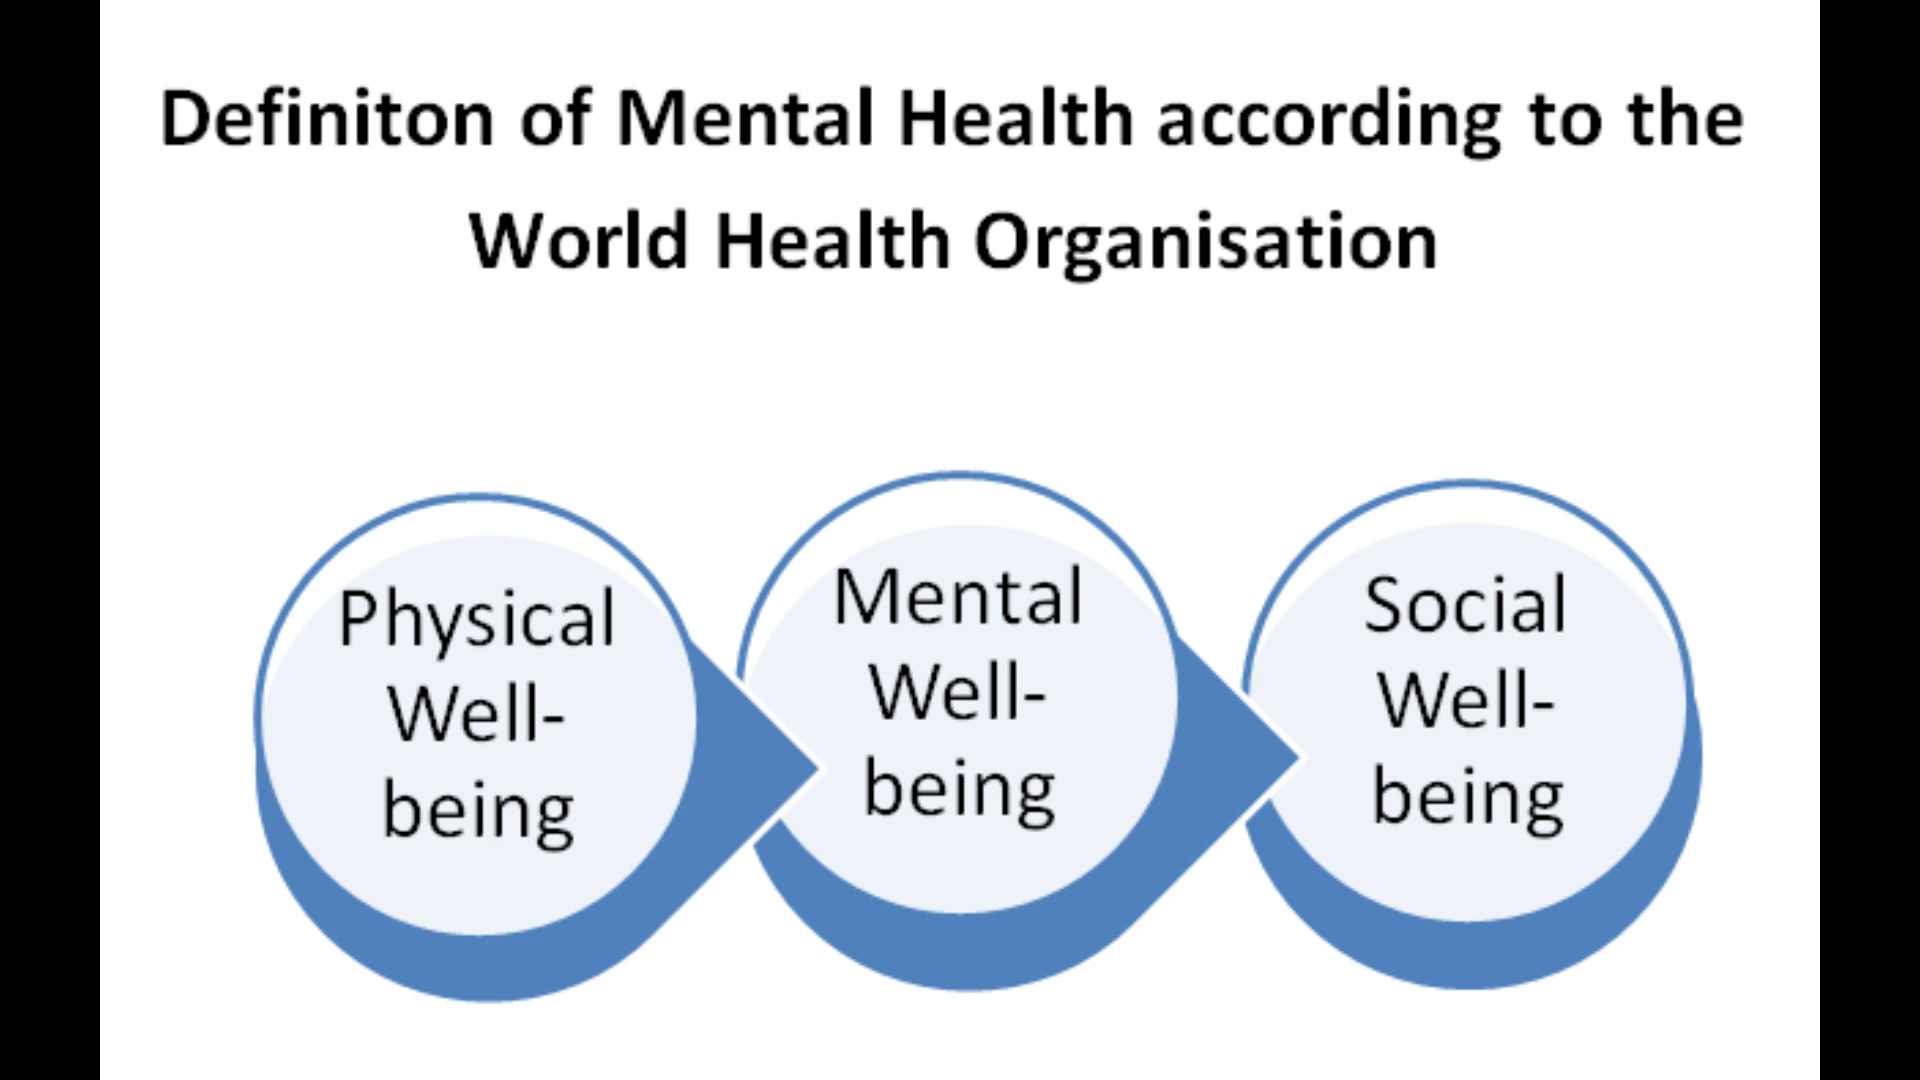 Definiton of Mental Health according to the
World Health Organisation
Physical
Well-
being
Mental
Well-
being
Social
Well-
being